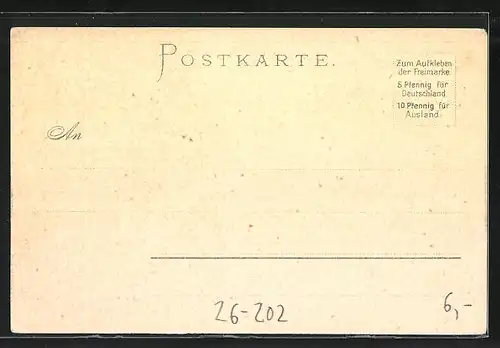 POSTKARTE.
Zum Aufkleben
der Freimarke
5 Pfennig für
Deutschland
10 Pfennig für
Ausland.
An
26-202
6,-